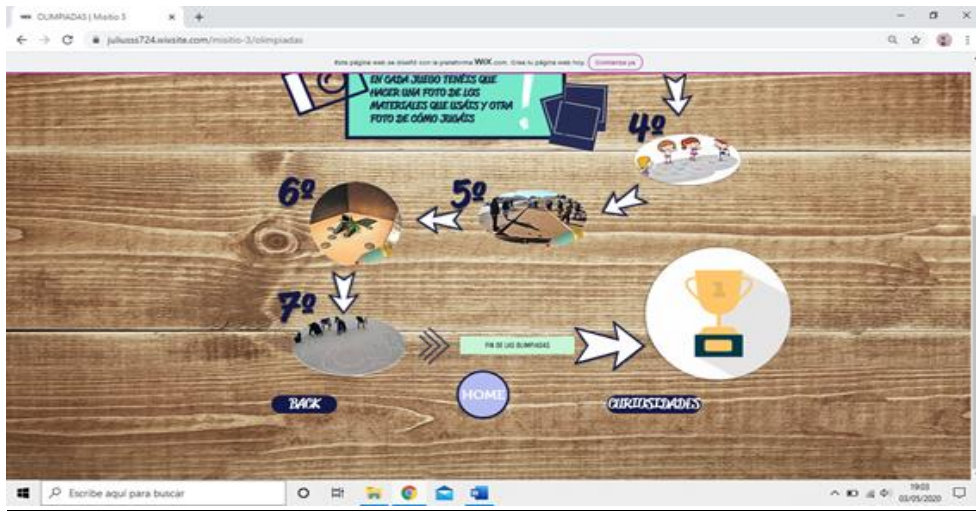 OLIMPIADAS | Misitio 3
juliusss724.wixsite.com/misitio-3/olimpiadas
Esta página web se diseñó con la plataforma WiX.com. Crea tu página web hoy. Comienza ya
EN CADA JUEGO TENÉIS QUE
HACER UNA FOTO DE LOS
MATERIALES QUE USÁIS Y OTRA
FOTO DE CÓMO JUGÁIS
!
4º
6º
5º
7º
1
FIN DE LAS OLIMPIADAS
BACK
HOME
CURIOSIDADES
Escribe aquí para buscar
19:03
03/05/2020